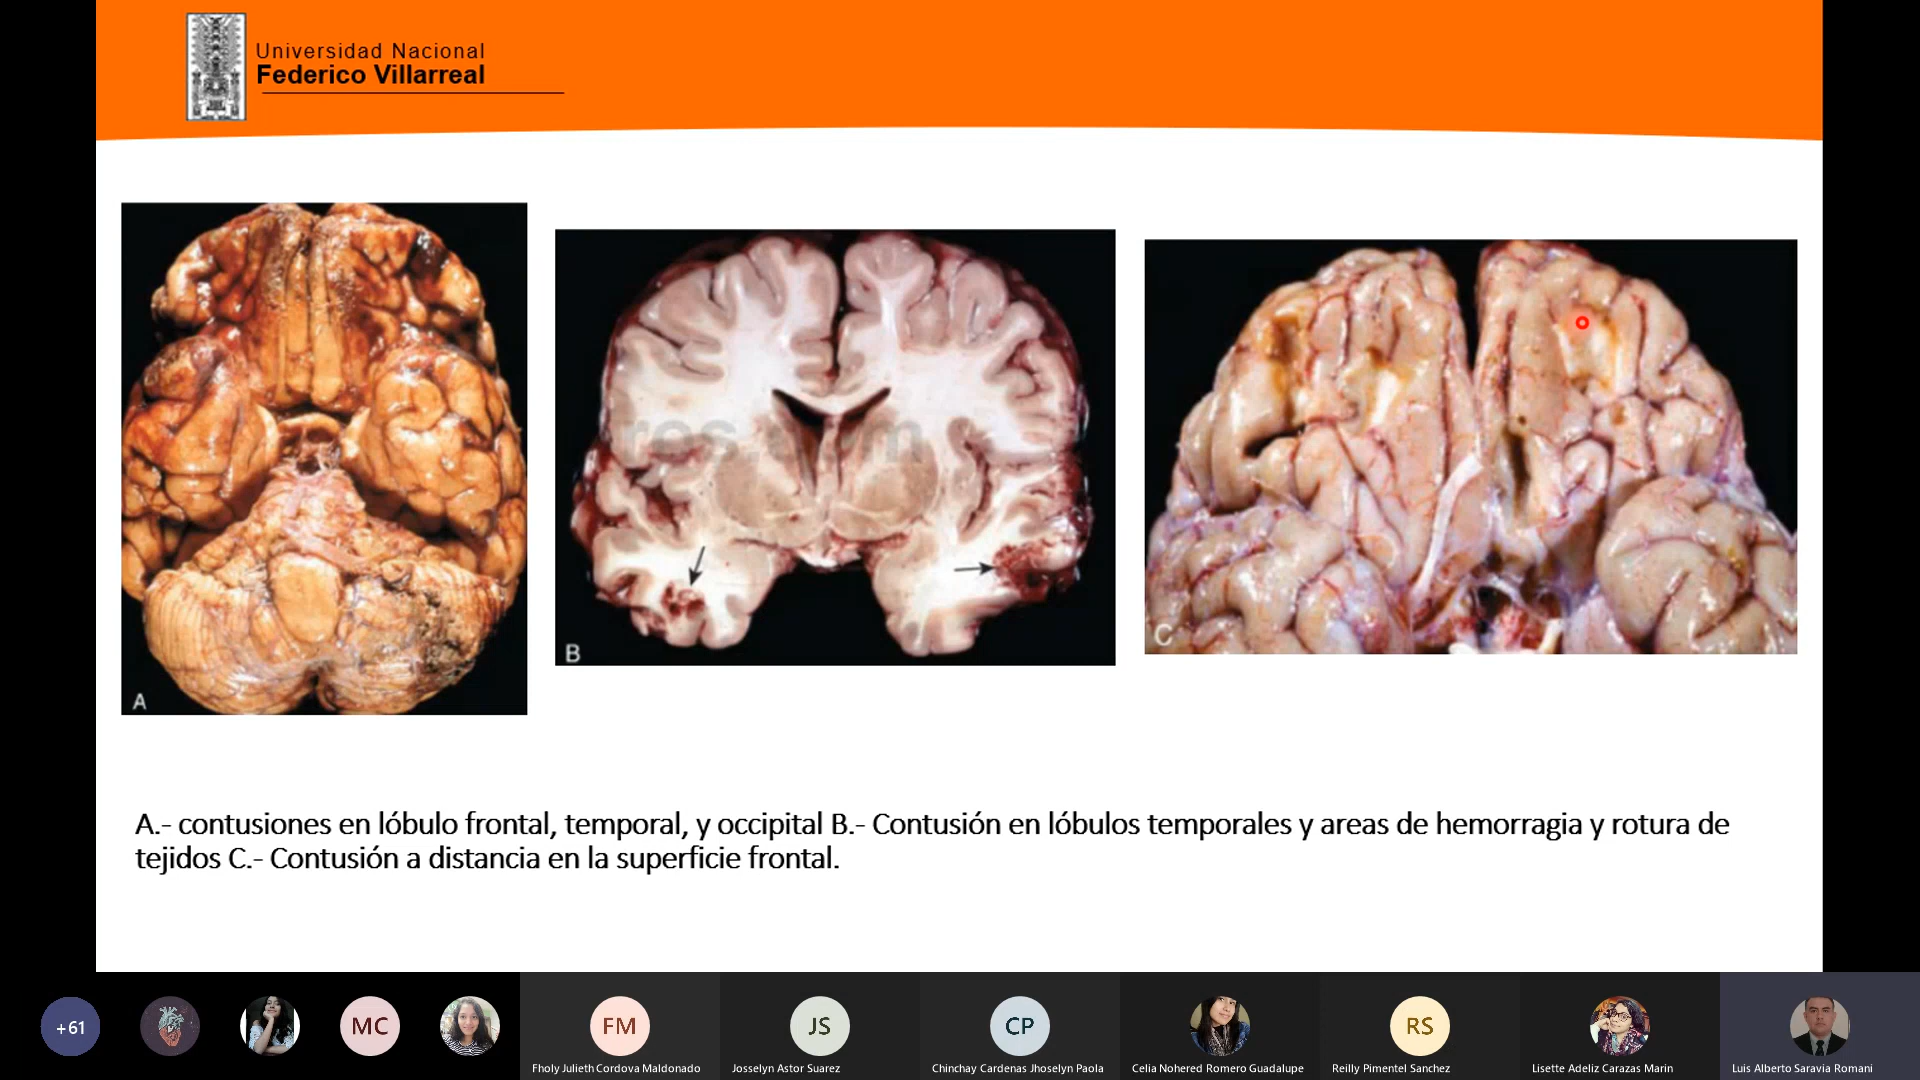 Universidad Nacional
Federico Villarreal
A
B
C
A.- contusiones en lóbulo frontal, temporal, y occipital B.- Contusión en lóbulos temporales y areas de hemorragia y rotura de
tejidos C.- Contusión a distancia en la superficie frontal.
+61
MC
FM
JS
CP
RS
Fholy Julieth Cordova Maldonado
Josselyn Astor Suarez
Chinchay Cardenas Jhoselyn Paola
Celia Nohered Romero Guadalupe
Reilly Pimentel Sanchez
Lisette Adeliz Carazas Marin
Luis Alberto Saravia Romani